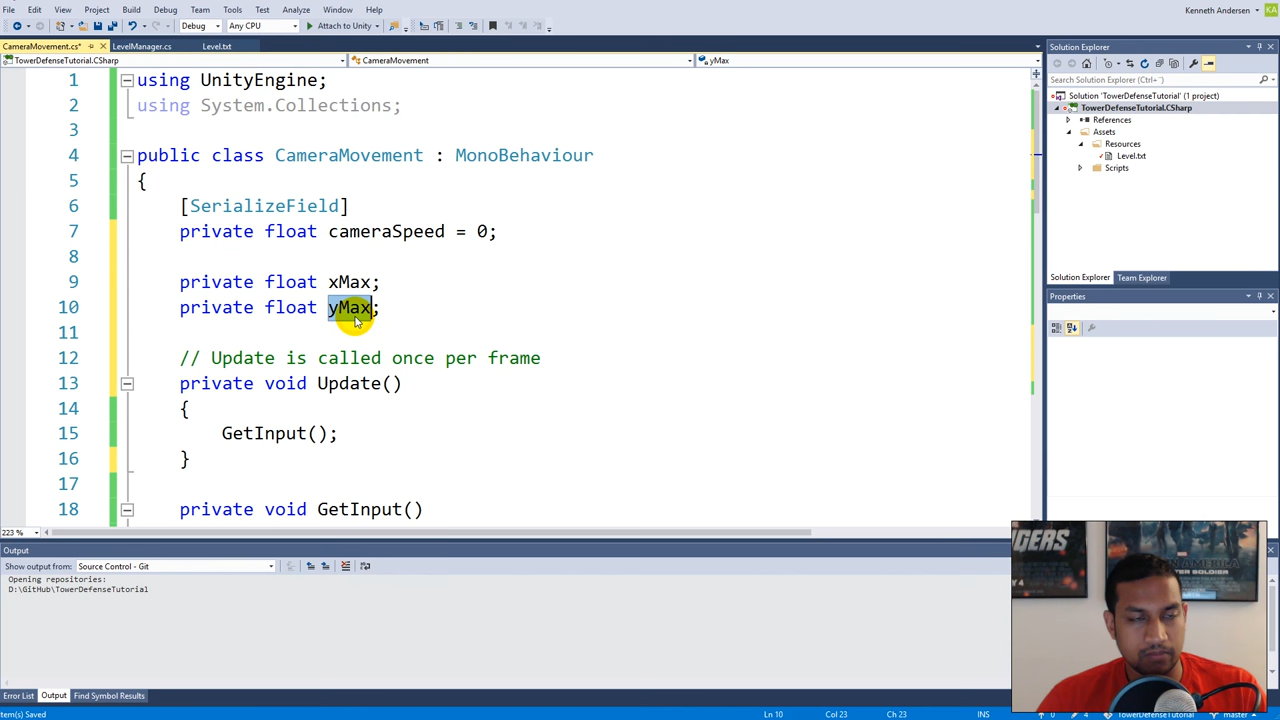 File Edit View Project Build Debug Team Tools Test Analyze Window Help
Kenneth Andersen KA
Debug Any CPU Attach to Unity
CameraMovement.cs* LevelManager.cs Level.txt
TowerDefenseTutorial.CSharp CameraMovement yMax
1 using UnityEngine;
2 using System.Collections;
3
4 public class CameraMovement : MonoBehaviour
5 {
6 [SerializeField]
7 private float cameraSpeed = 0;
8
9 private float xMax;
10 private float yMax;
11
12 // Update is called once per frame
13 private void Update()
14 {
15 GetInput();
16 }
17
18 private void GetInput()
223 %
Solution Explorer
Search Solution Explorer (Ctrl+¨)
Solution 'TowerDefenseTutorial' (1 project)
TowerDefenseTutorial.CSharp
References
Assets
Resources
Level.txt
Scripts
Solution Explorer Team Explorer
Properties
Output
Show output from: Source Control - Git
Opening repositories:
D:\GitHub\TowerDefenseTutorial
Error List Output Find Symbol Results
tem(s) Saved Ln 10 Col 23 Ch 23 INS 0 4 TowerDefenseTutorial master